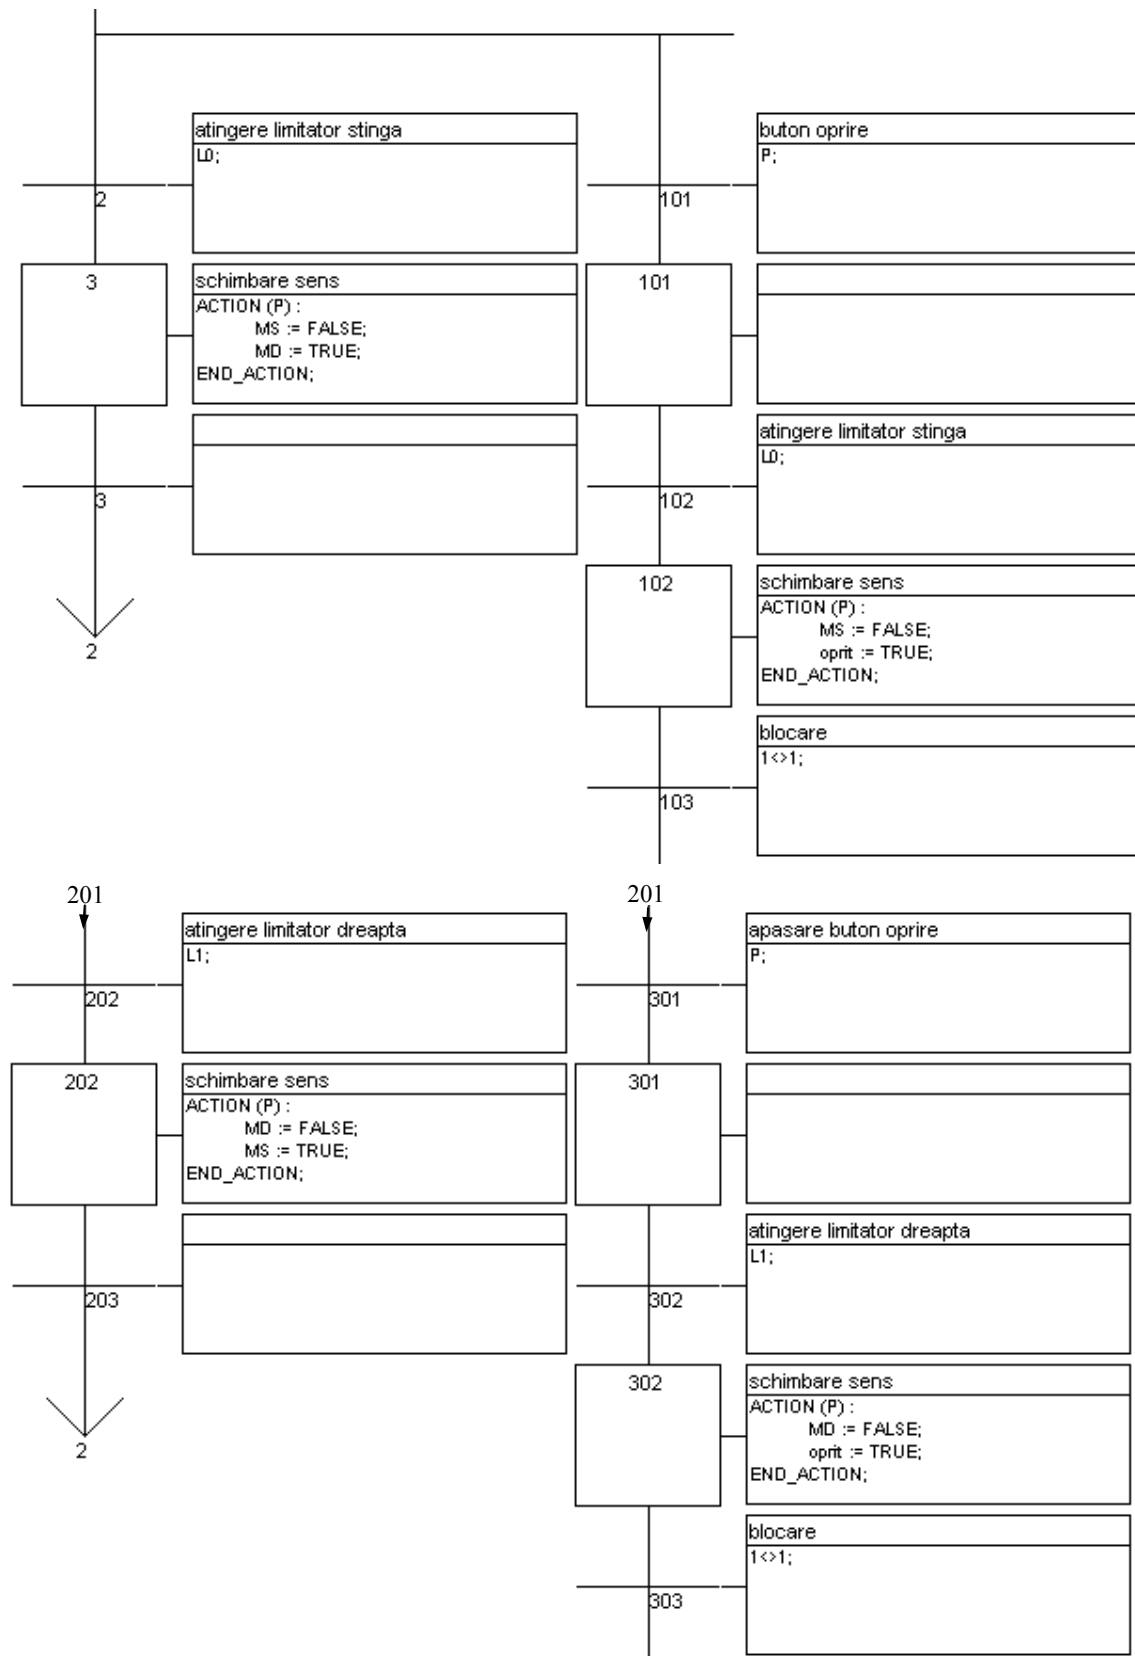 atingere limitator stinga
L0;
2
buton oprire
P;
101
3
schimbare sens
ACTION (P) :
MS := FALSE;
MD := TRUE;
END_ACTION;
101
3
atingere limitator stinga
L0;
102
2
102
schimbare sens
ACTION (P) :
MS := FALSE;
oprit := TRUE;
END_ACTION;
blocare
1<>1;
103
201
201
atingere limitator dreapta
L1;
202
apasare buton oprire
P;
301
202
schimbare sens
ACTION (P) :
MD := FALSE;
MS := TRUE;
END_ACTION;
301
203
atingere limitator dreapta
L1;
302
2
302
schimbare sens
ACTION (P) :
MD := FALSE;
oprit := TRUE;
END_ACTION;
blocare
1<>1;
303